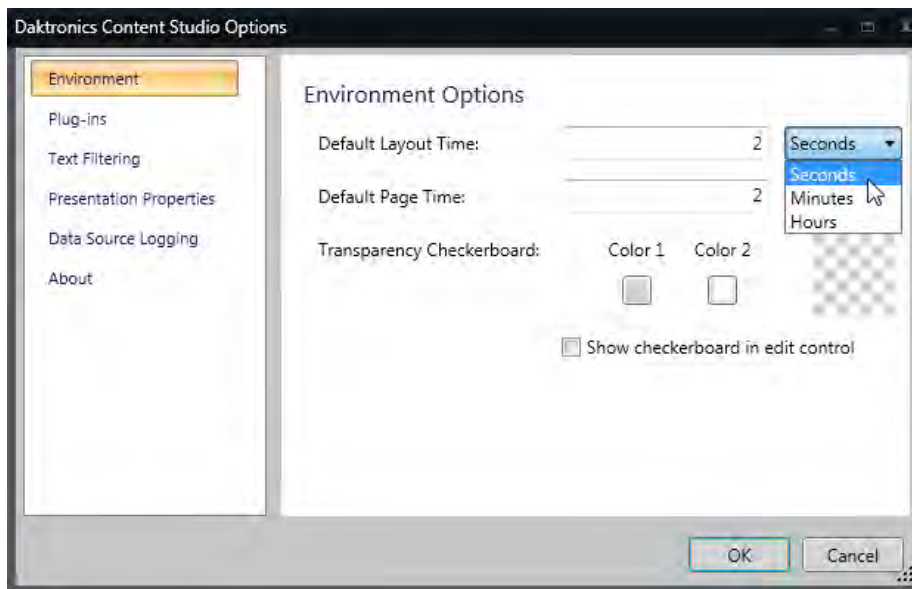 Daktronics Content Studio Options
Environment
Plug-ins
Text Filtering
Presentation Properties
Data Source Logging
About
Environment Options
Default Layout Time: 2 Seconds
Seconds
Minutes
Hours
Default Page Time: 2
Transparency Checkerboard: Color 1 Color 2
Show checkerboard in edit control
OK Cancel